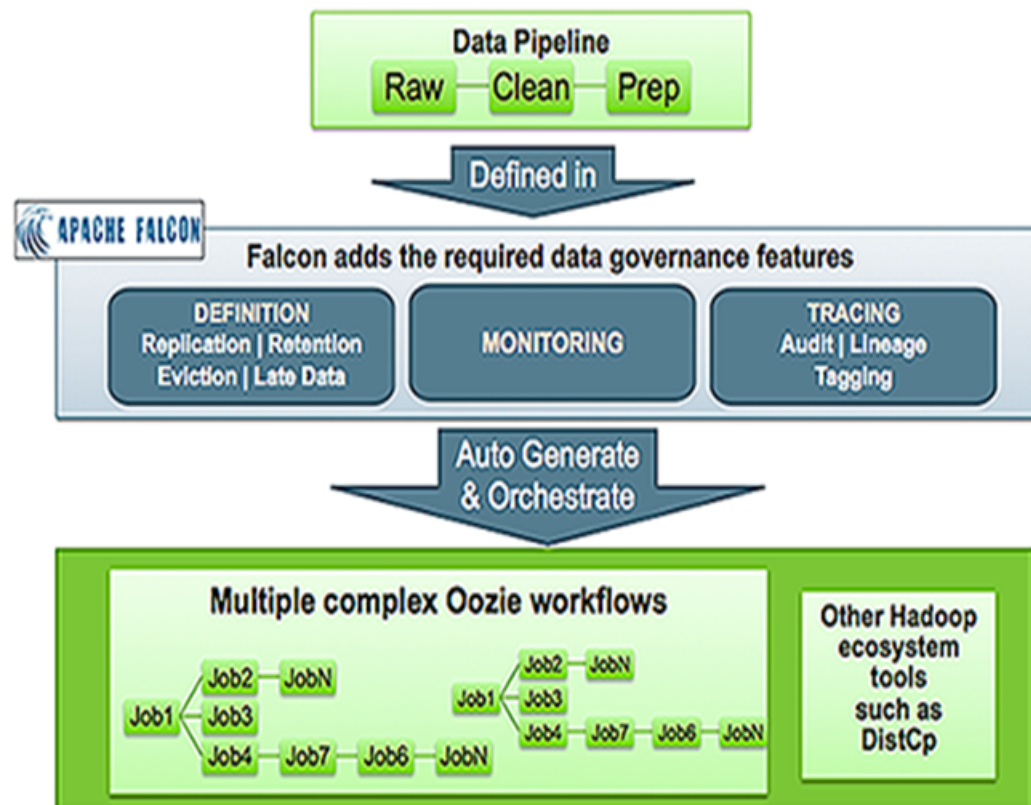 Data Pipeline
Raw Clean Prep
Defined in
APACHE FALCON
Falcon adds the required data governance features
DEFINITION
Replication | Retention
Eviction | Late Data
MONITORING
TRACING
Audit | Lineage
Tagging
Auto Generate
& Orchestrate
Multiple complex Oozie workflows
Job1
Job2 JobN
Job3
Job4 Job7 Job6 JobN
Job1
Job2 JobN
Job3
Job4 Job7 Job6 JobN
Other Hadoop
ecosystem
tools
such as
DistCp